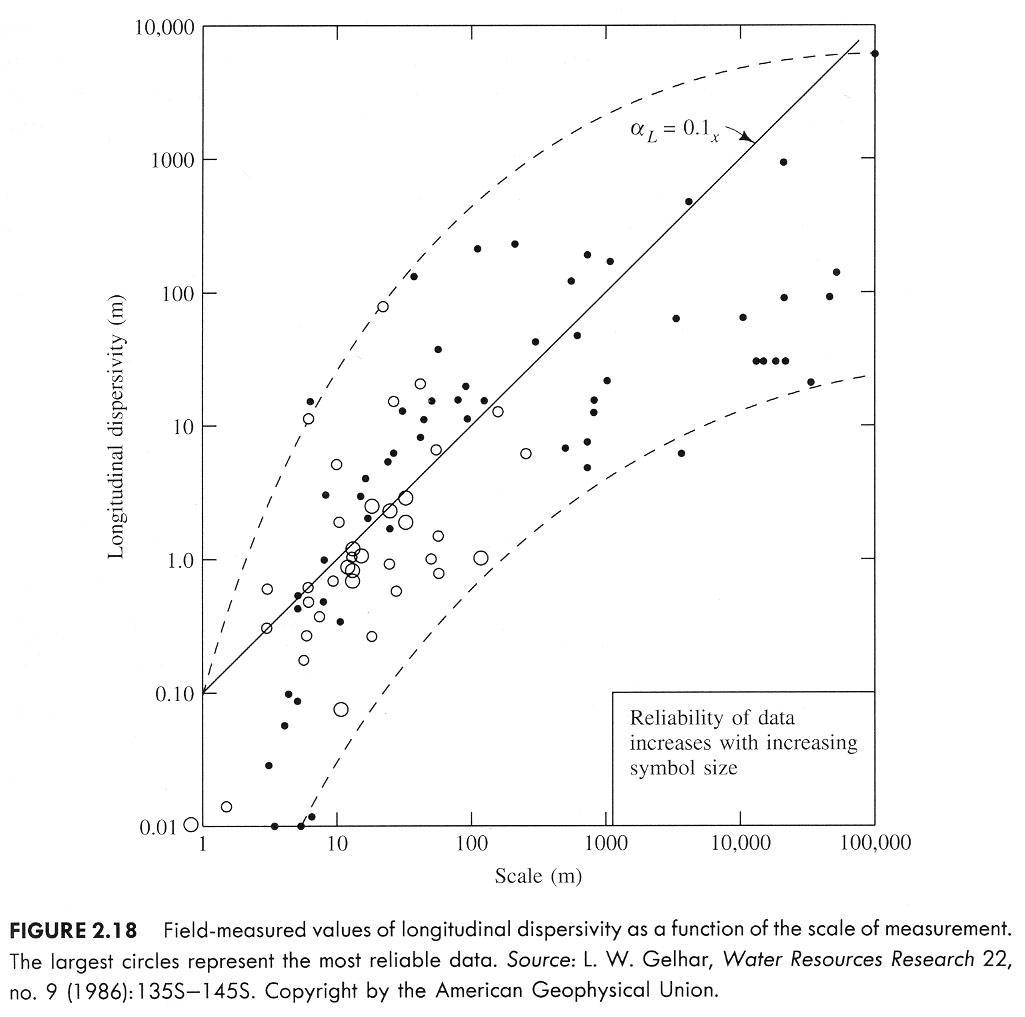 10,000
1000
100
10
1.0
0.10
0.01
Longitudinal dispersivity (m)
α_L = 0.1_x
Reliability of data
increases with increasing
symbol size
1
10
100
1000
10,000
100,000
Scale (m)
FIGURE 2.18 Field-measured values of longitudinal dispersivity as a function of the scale of measurement.
The largest circles represent the most reliable data. Source: L. W. Gelhar, Water Resources Research 22,
no. 9 (1986):135S–145S. Copyright by the American Geophysical Union.